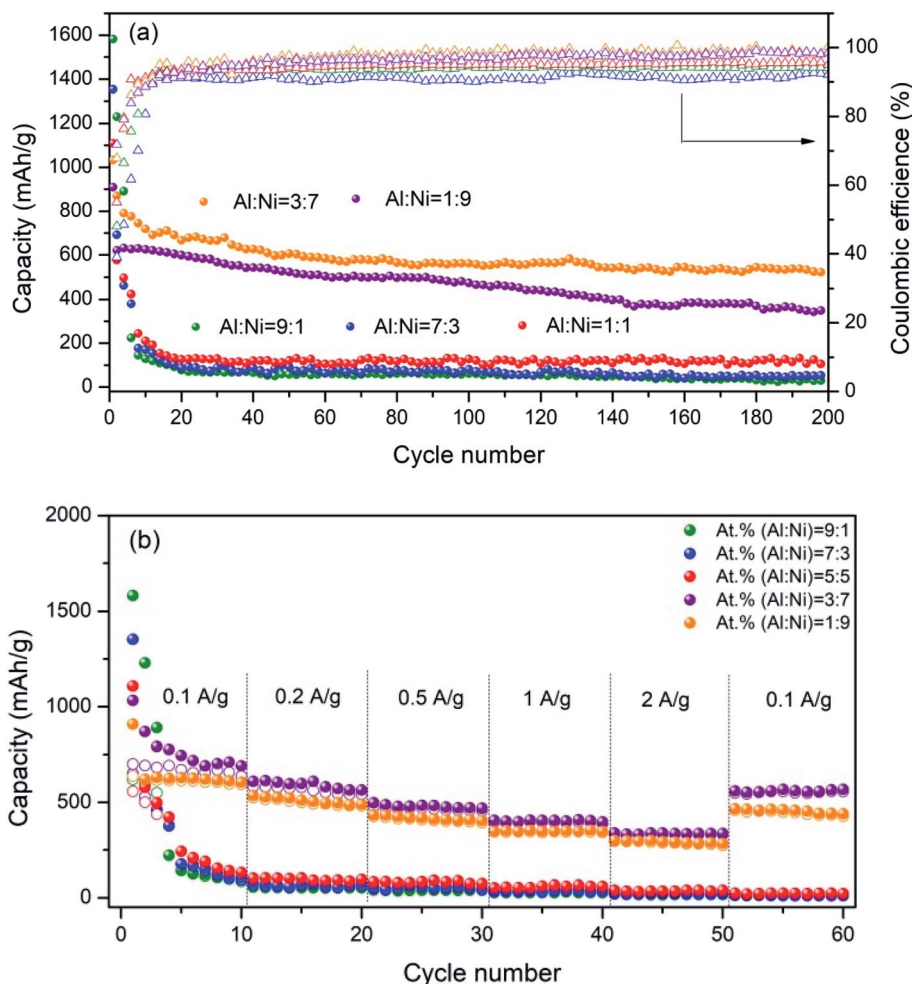 (a)
1600
1400
1200
1000
800
600
400
200
0
Capacity (mAh/g)
100
80
60
40
20
0
Coulombic efficience (%)
Al:Ni=3:7
Al:Ni=1:9
Al:Ni=9:1
Al:Ni=7:3
Al:Ni=1:1
0 20 40 60 80 100 120 140 160 180 200
Cycle number
(b)
2000
1500
1000
500
0
Capacity (mAh/g)
At.% (Al:Ni)=9:1
At.% (Al:Ni)=7:3
At.% (Al:Ni)=5:5
At.% (Al:Ni)=3:7
At.% (Al:Ni)=1:9
0.1 A/g 0.2 A/g 0.5 A/g 1 A/g 2 A/g 0.1 A/g
0 10 20 30 40 50 60
Cycle number